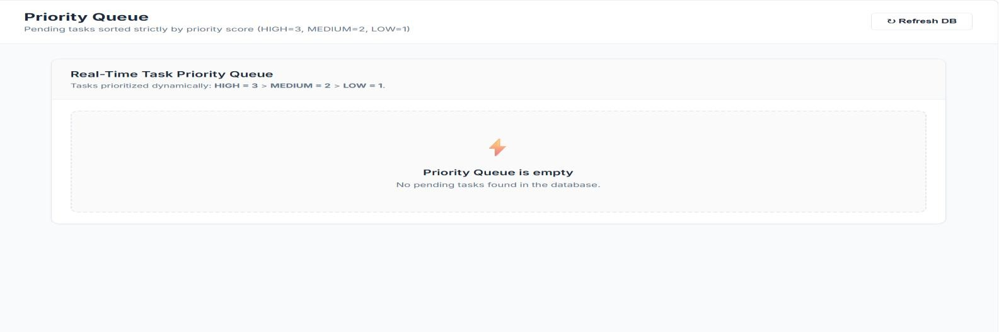 Priority Queue
Pending tasks sorted strictly by priority score (HIGH=3, MEDIUM=2, LOW=1)
↻ Refresh DB
Real-Time Task Priority Queue
Tasks prioritized dynamically: HIGH = 3 > MEDIUM = 2 > LOW = 1.
Priority Queue is empty
No pending tasks found in the database.